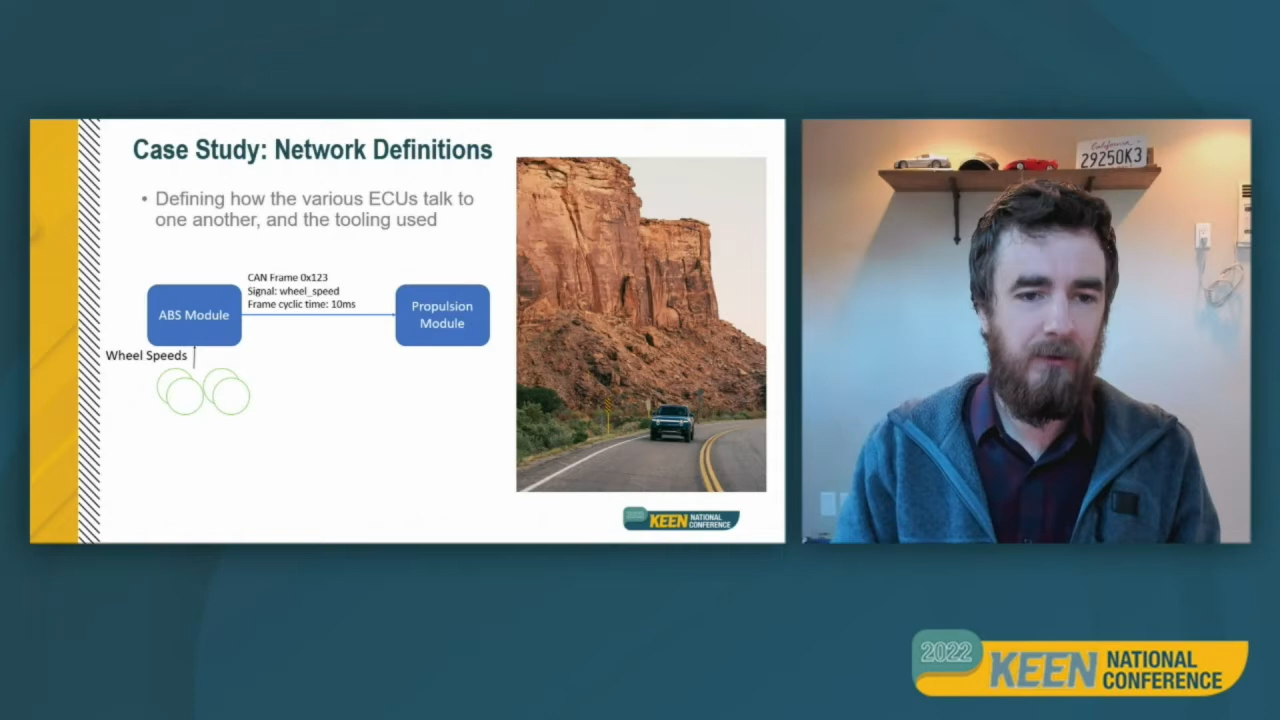 Case Study: Network Definitions
• Defining how the various ECUs talk to
one another, and the tooling used
CAN Frame 0x123
Signal: wheel_speed
Frame cyclic time: 10ms
ABS Module
Propulsion
Module
Wheel Speeds
KEEN NATIONAL
CONFERENCE
California
29250K3
2022
KEEN NATIONAL
CONFERENCE